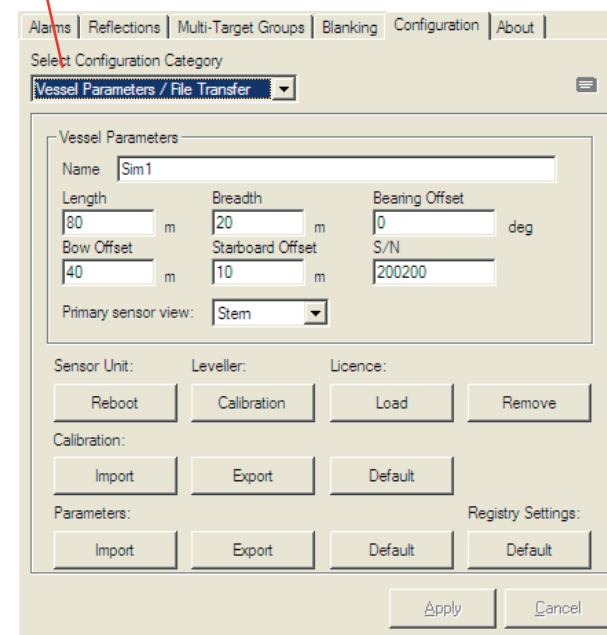 Alarms Reflections Multi-Target Groups Blanking Configuration About
Select Configuration Category
Vessel Parameters / File Transfer
Vessel Parameters
Name Sim1
Length Breadth Bearing Offset
80 m 20 m 0 deg
Bow Offset Starboard Offset S/N
40 m 10 m 200200
Primary sensor view: Stern
Sensor Unit: Leveller: Licence:
Reboot Calibration Load Remove
Calibration:
Import Export Default
Parameters: Registry Settings:
Import Export Default Default
Apply Cancel